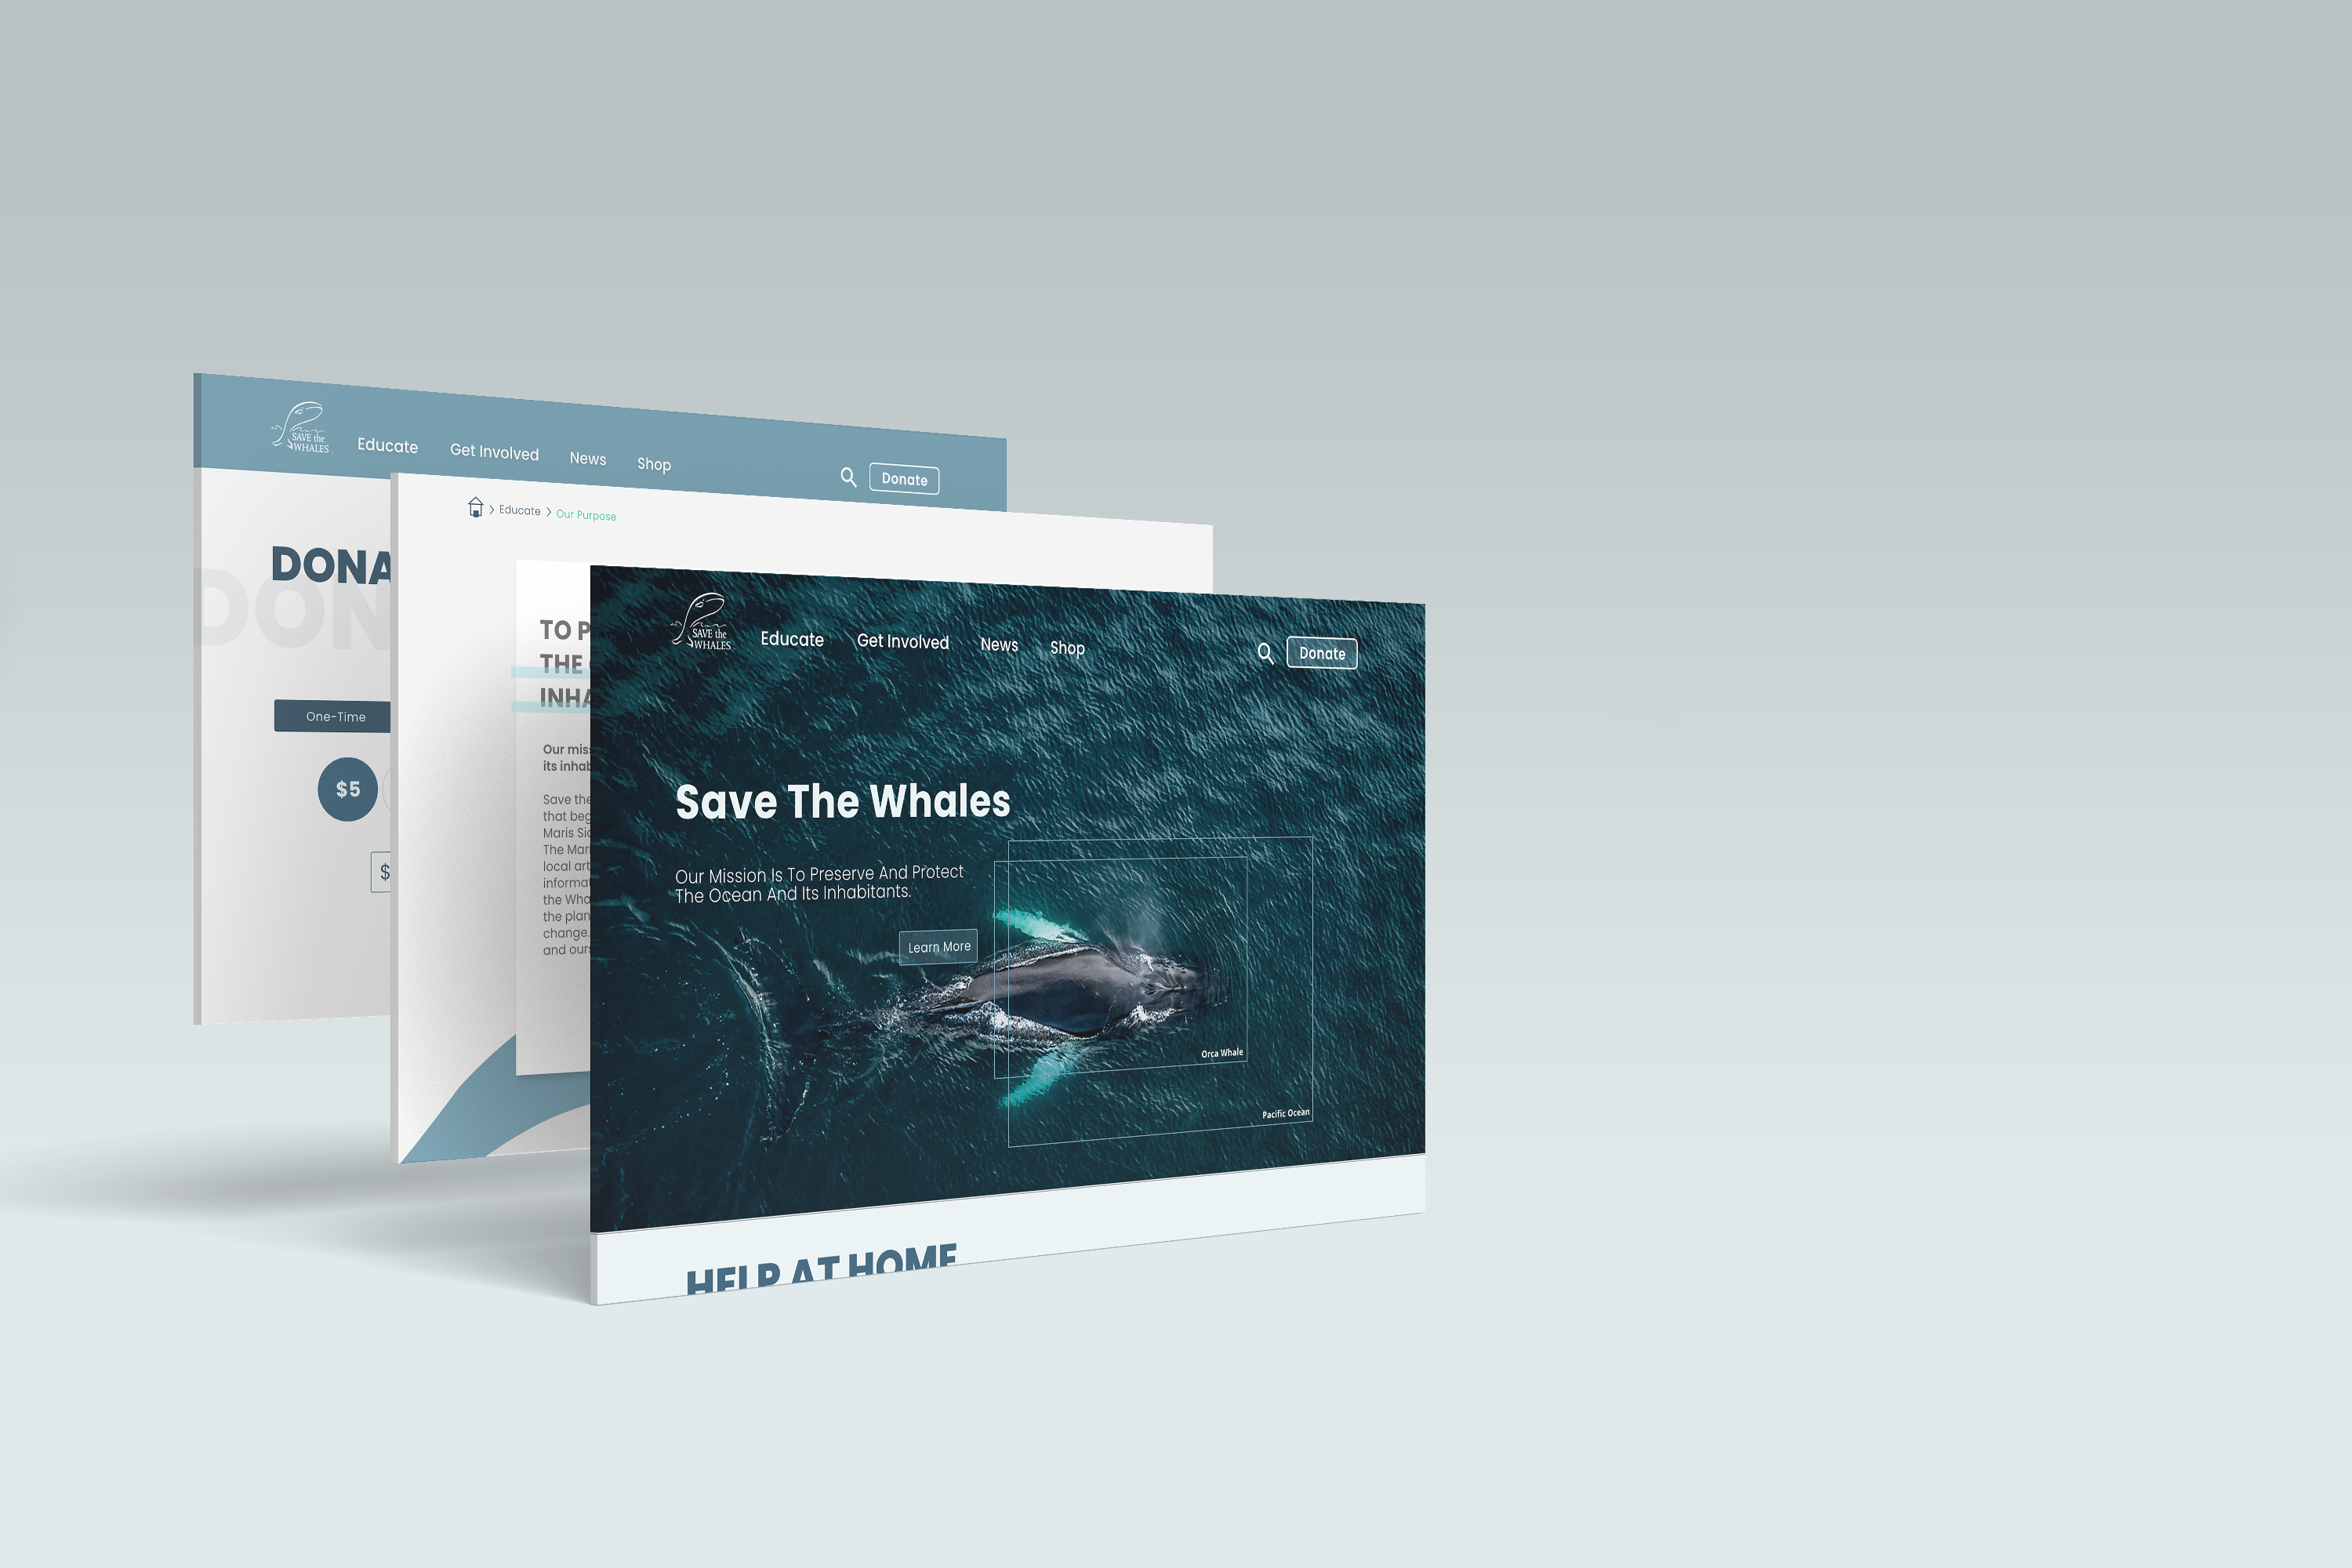 SAVE the
WHALES
Educate
Get Involved
News
Shop
Donate
DONA
DON
One-Time
$5
$
Educate
Our Purpose
TO P
THE
INHA
Our mis
its inhab
Save the
that beg
Maris Si
The Mar
local art
informat
the Wha
the plan
change.
and our
SAVE the
WHALES
Educate
Get Involved
News
Shop
Donate
Save The Whales
Our Mission Is To Preserve And Protect
The Ocean And Its Inhabitants.
Learn More
Orca Whale
Pacific Ocean
HELP AT HOME